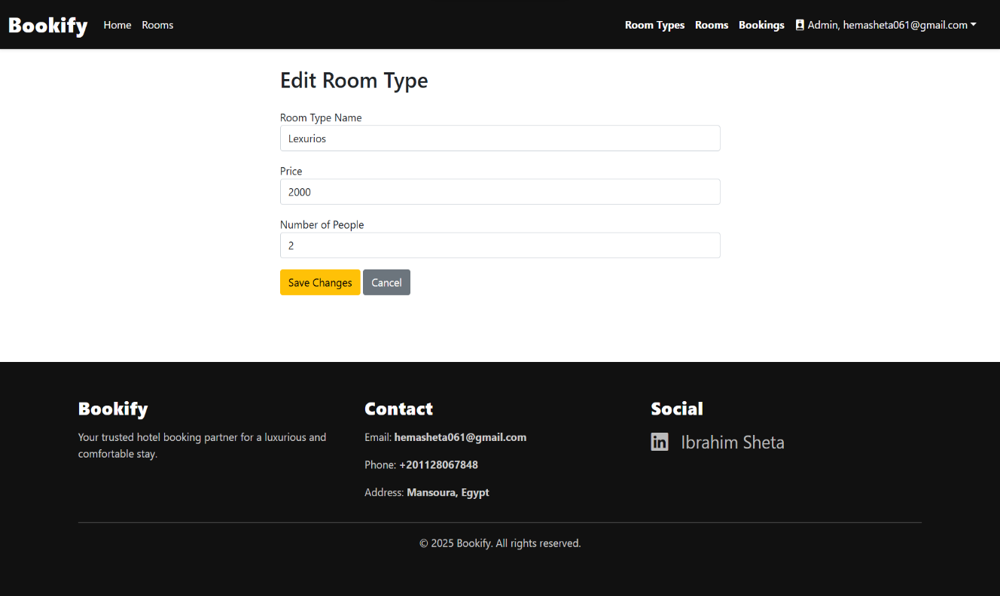 Bookify Home Rooms Room Types Rooms Bookings Admin, hemasheta061@gmail.com
Edit Room Type
Room Type Name
Lexurios
Price
2000
Number of People
2
Save Changes Cancel
Bookify
Your trusted hotel booking partner for a luxurious and
comfortable stay.
Contact
Email: hemasheta061@gmail.com
Phone: +201128067848
Address: Mansoura, Egypt
Social
in Ibrahim Sheta
© 2025 Bookify. All rights reserved.